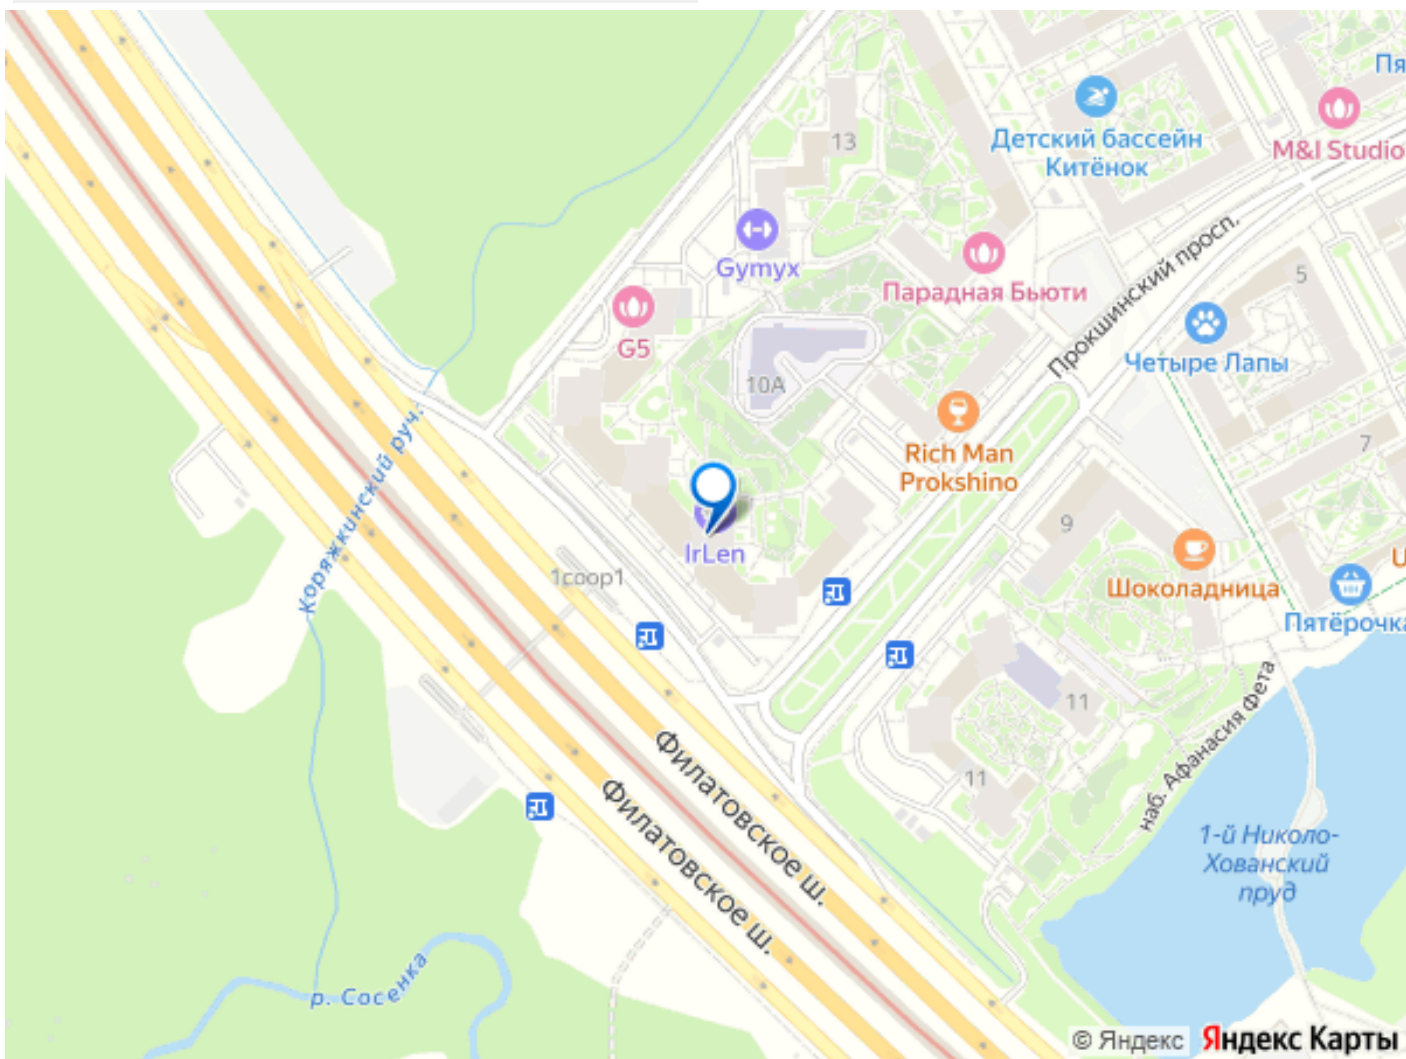 Пя
Детский бассейн
Китёнок
M&I Studio
13
Gymyx
Парадная Бьюти
Прокшинский просп.
5
G5
Четыре Лапы
10А
Rich Man
Prokshino
7
Коряжкинский руч.
IrLen
9
1соор1
Шоколадница
U
Пятёрочка
11
11
наб. Афанасия Фета
Филатовское ш.
Филатовское ш.
1-й Николо-
Хованский
пруд
р. Сосенка
© Яндекс Яндекс Карты